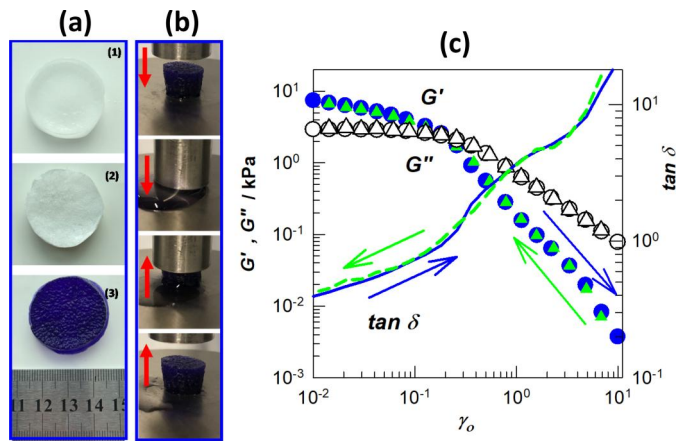 (a)
(b)
(c)
(1)
(2)
(3)
11 12 13 14 15
G'
G"
tan δ
G' , G" / kPa
10¹
10⁰
10⁻¹
10⁻²
10⁻³
10⁻² 10⁻¹ 10⁰ 10¹
γₒ
10¹
10⁰
10⁻¹
tan δ